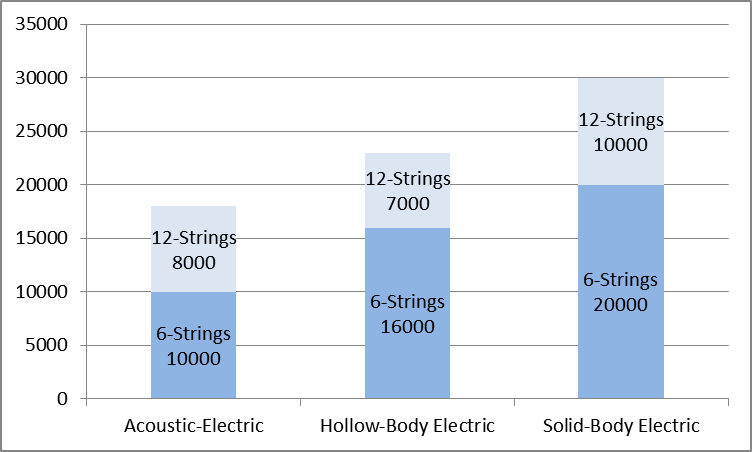 35000
30000
25000
20000
15000
10000
5000
0
12-Strings
8000
6-Strings
10000
12-Strings
7000
6-Strings
16000
12-Strings
10000
6-Strings
20000
Acoustic-Electric
Hollow-Body Electric
Solid-Body Electric